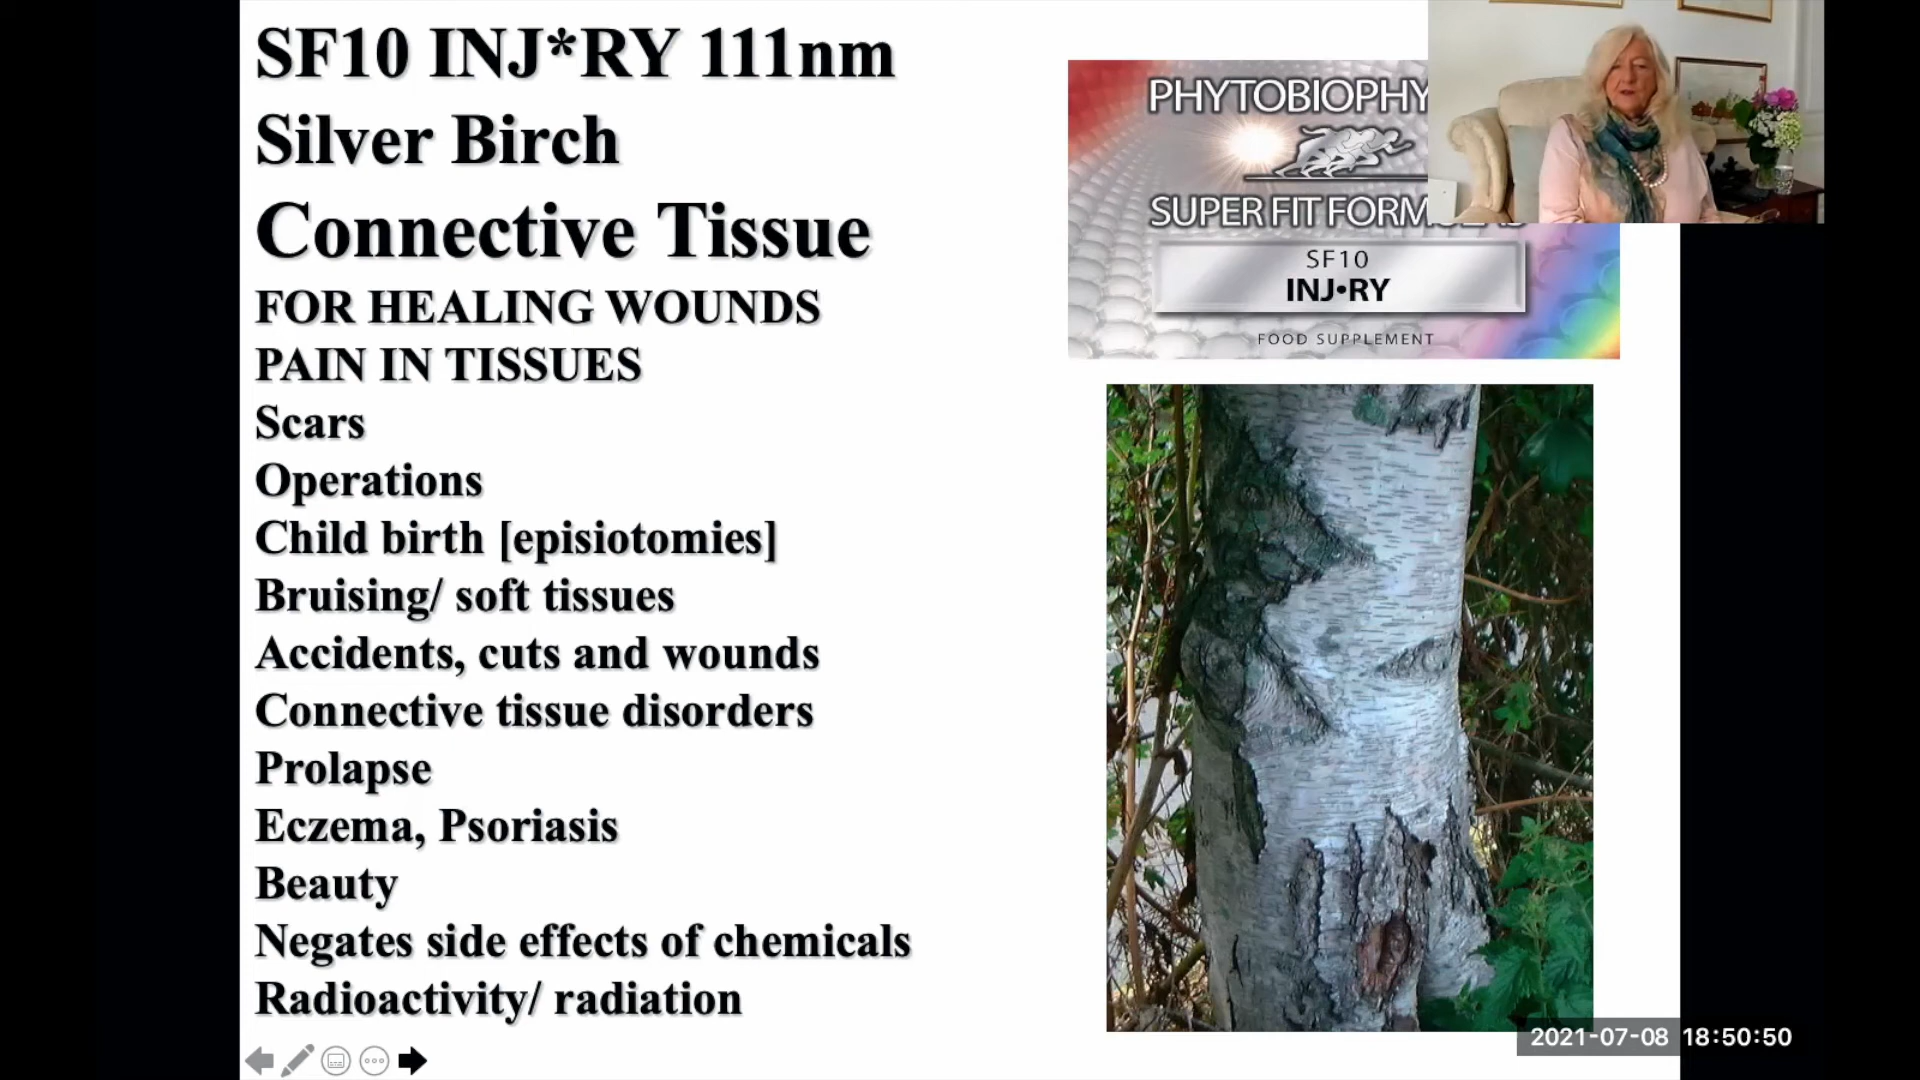 SF10 INJ*RY 111nm
Silver Birch
Connective Tissue
FOR HEALING WOUNDS
PAIN IN TISSUES
Scars
Operations
Child birth [episiotomies]
Bruising/ soft tissues
Accidents, cuts and wounds
Connective tissue disorders
Prolapse
Eczema, Psoriasis
Beauty
Negates side effects of chemicals
Radioactivity/ radiation
PHYTOBIOPHY
SUPER FIT FORM
SF10
INJ•RY
FOOD SUPPLEMENT
2021-07-08 18:50:50